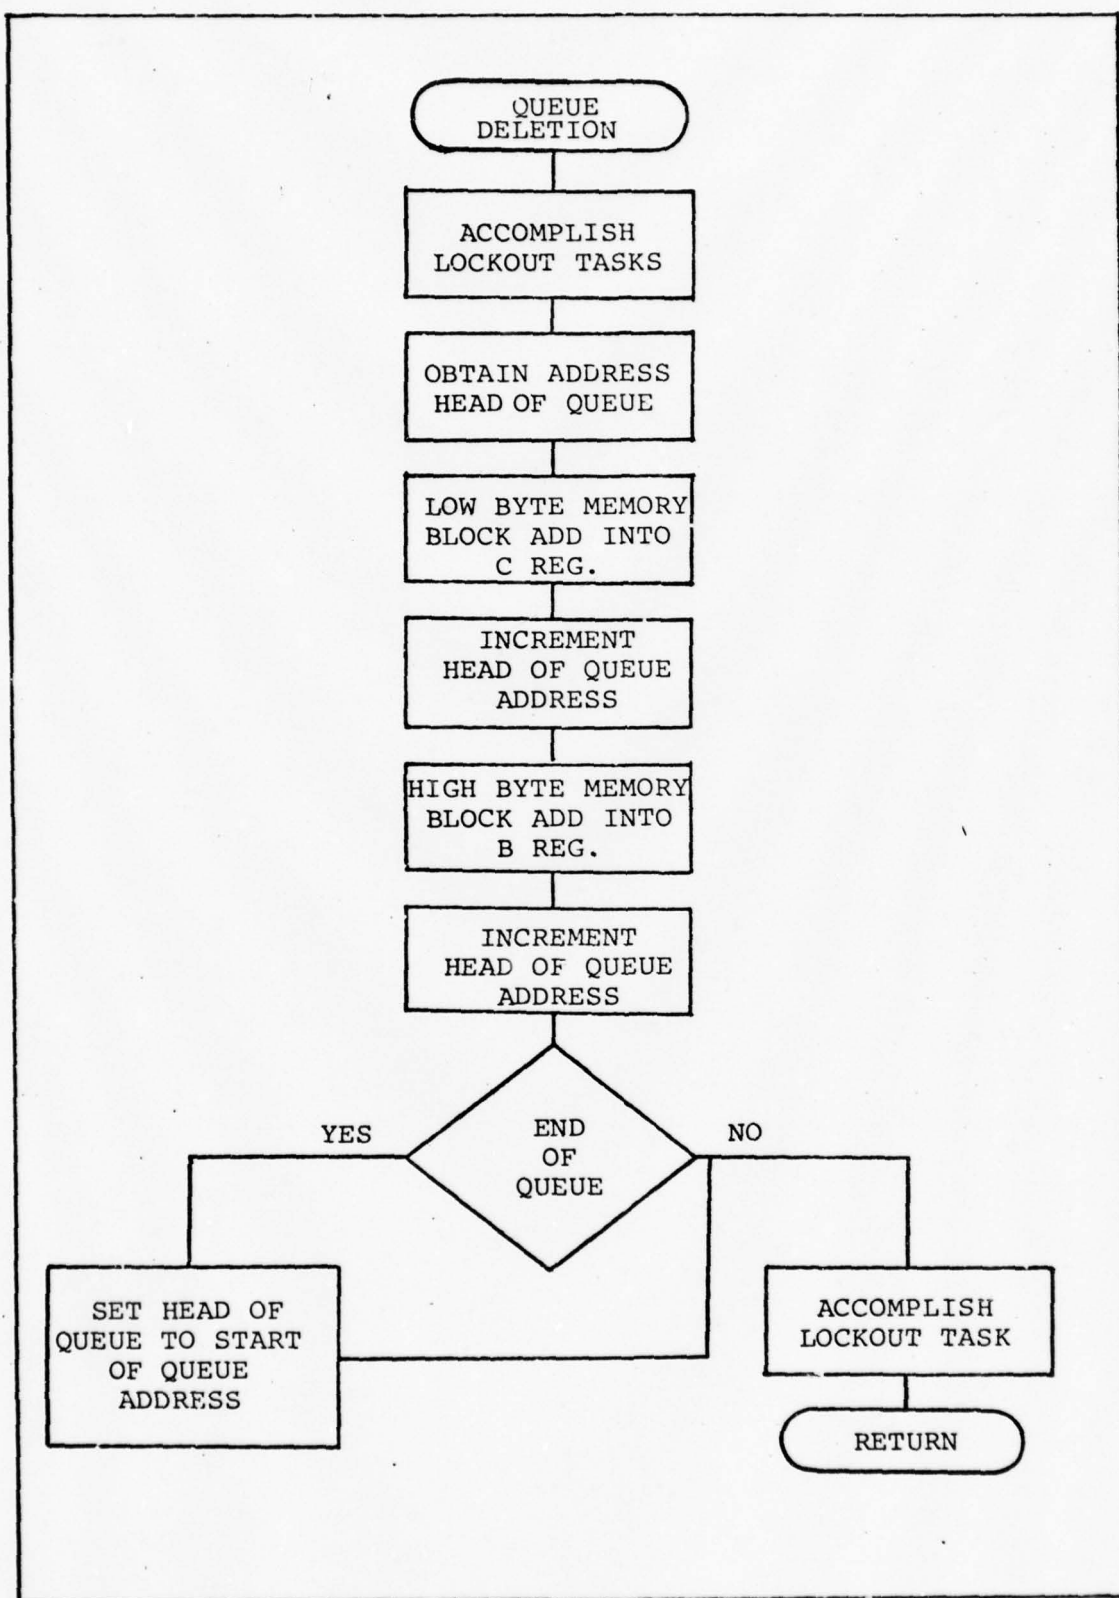 QUEUE
DELETION
ACCOMPLISH
LOCKOUT TASKS
OBTAIN ADDRESS
HEAD OF QUEUE
LOW BYTE MEMORY
BLOCK ADD INTO
C REG.
INCREMENT
HEAD OF QUEUE
ADDRESS
HIGH BYTE MEMORY
BLOCK ADD INTO
B REG.
INCREMENT
HEAD OF QUEUE
ADDRESS
END
OF
QUEUE
YES
NO
SET HEAD OF
QUEUE TO START
OF QUEUE
ADDRESS
ACCOMPLISH
LOCKOUT TASK
RETURN